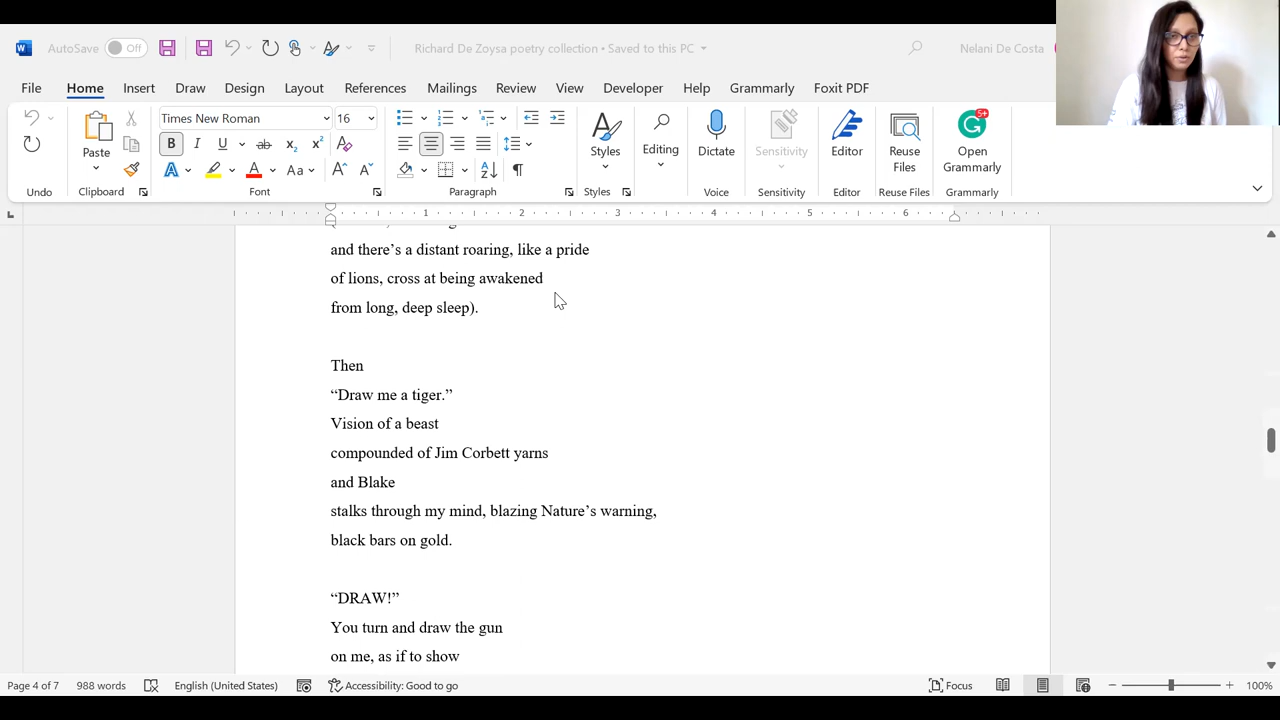 AutoSave Off
Richard De Zoysa poetry collection • Saved to this PC
Nelani De Costa
File Home Insert Draw Design Layout References Mailings Review View Developer Help Grammarly Foxit PDF
Times New Roman 16
Paste Styles Editing Dictate Sensitivity Editor Reuse Files Open Grammarly
Undo Clipboard Font Paragraph Styles Voice Sensitivity Editor Reuse Files Grammarly
1 2 3 4 5 6
and there’s a distant roaring, like a pride
of lions, cross at being awakened
from long, deep sleep).
Then
“Draw me a tiger.”
Vision of a beast
compounded of Jim Corbett yarns
and Blake
stalks through my mind, blazing Nature’s warning,
black bars on gold.
“DRAW!”
You turn and draw the gun
on me, as if to show
Page 4 of 7 988 words English (United States) Accessibility: Good to go Focus 100%